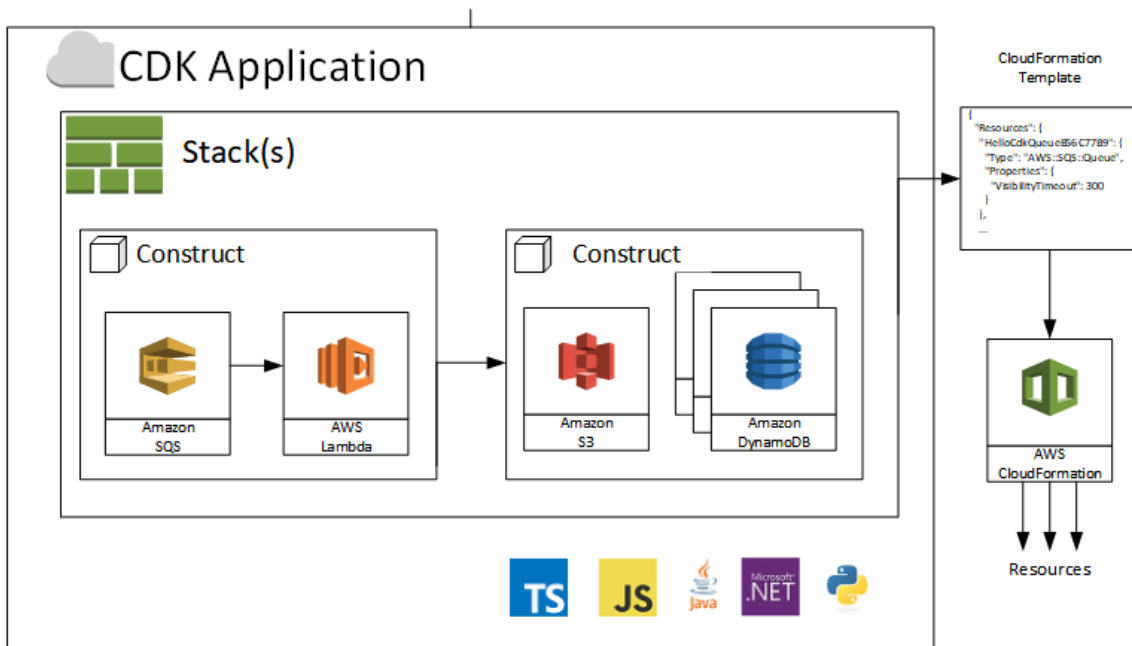 CDK Application
Stack(s)
Construct
Amazon
SQS
AWS
Lambda
Construct
Amazon
S3
Amazon
DynamoDB
TS
JS
Java
Microsoft®
.NET
CloudFormation
Template
{
"Resources": {
"HelloCdkQueueB56C77B9": {
"Type": "AWS::SQS::Queue",
"Properties": {
"VisibilityTimeout": 300
}
},
...
AWS
CloudFormation
Resources